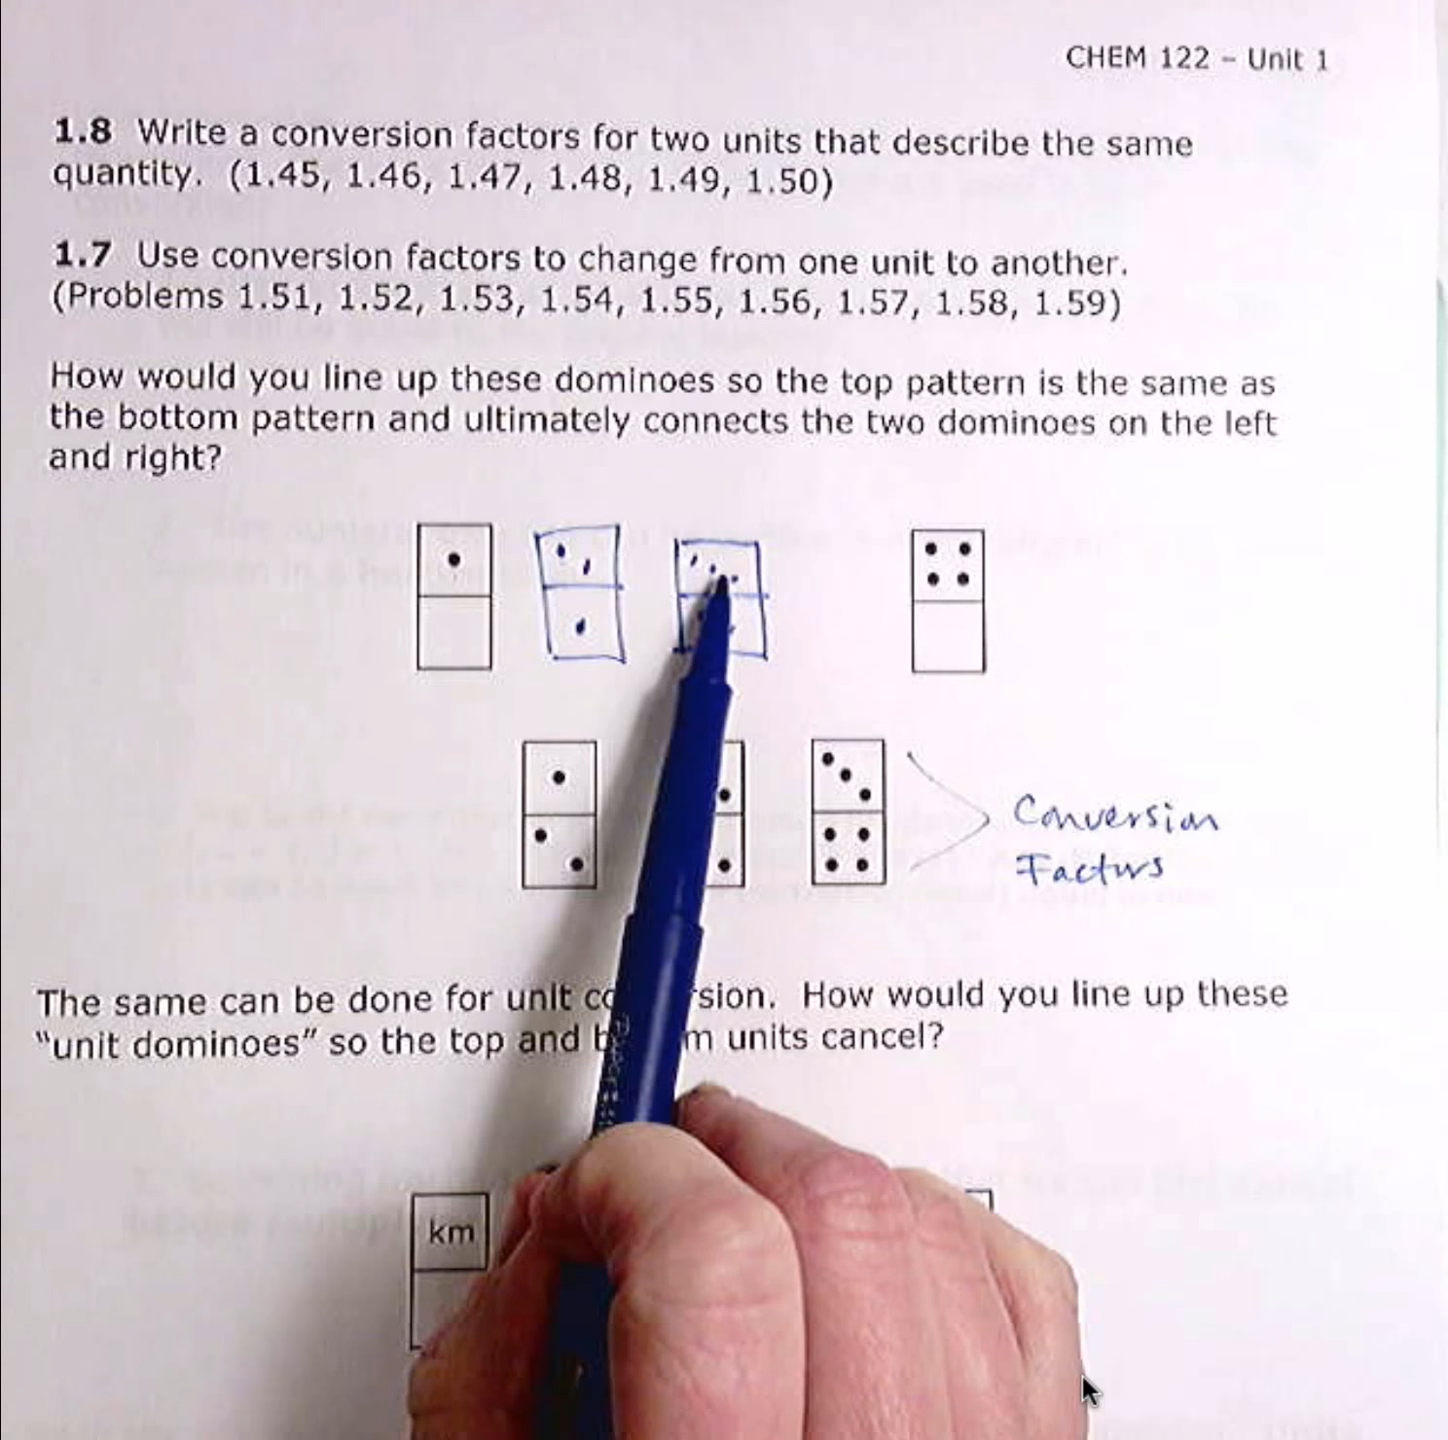 CHEM 122 – Unit 1
1.8 Write a conversion factors for two units that describe the same
quantity. (1.45, 1.46, 1.47, 1.48, 1.49, 1.50)
1.7 Use conversion factors to change from one unit to another.
(Problems 1.51, 1.52, 1.53, 1.54, 1.55, 1.56, 1.57, 1.58, 1.59)
How would you line up these dominoes so the top pattern is the same as
the bottom pattern and ultimately connects the two dominoes on the left
and right?
Conversion
Factors
The same can be done for unit sion. How would you line up these
"unit dominoes" so the top and m units cancel?
km